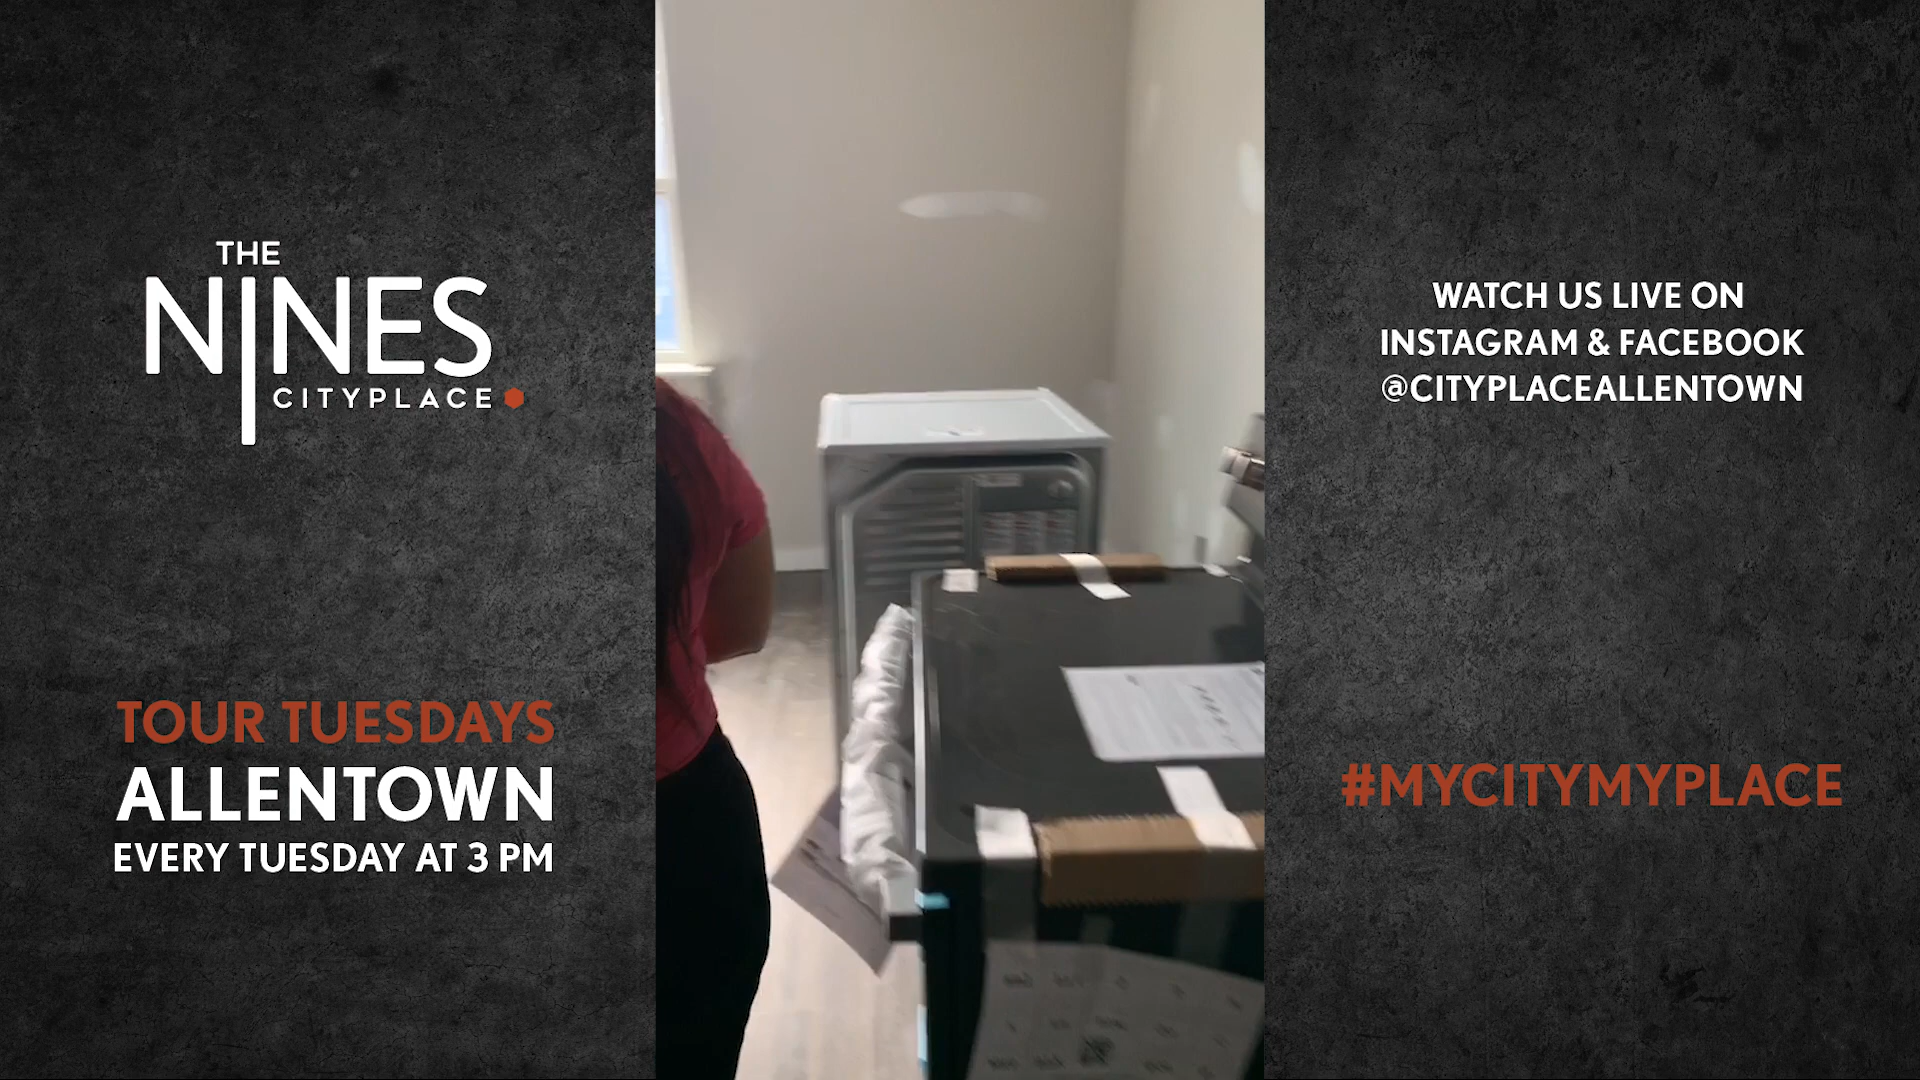 THE
NINES
CITYPLACE
TOUR TUESDAYS
ALLENTOWN
EVERY TUESDAY AT 3 PM
WATCH US LIVE ON
INSTAGRAM & FACEBOOK
@CITYPLACEALLENTOWN
#MYCITYMYPLACE